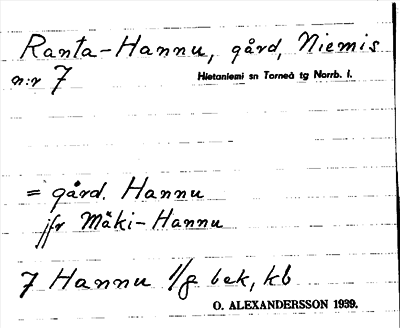 Ranta-Hannu, gård, Niemis
n:r 7
Hietaniemi sn Torneå tg Norrb. l.
= gård. Hannu
jfr Mäki-Hannu
7 Hannu 1/8 bek, kb
O. ALEXANDERSSON 1939.